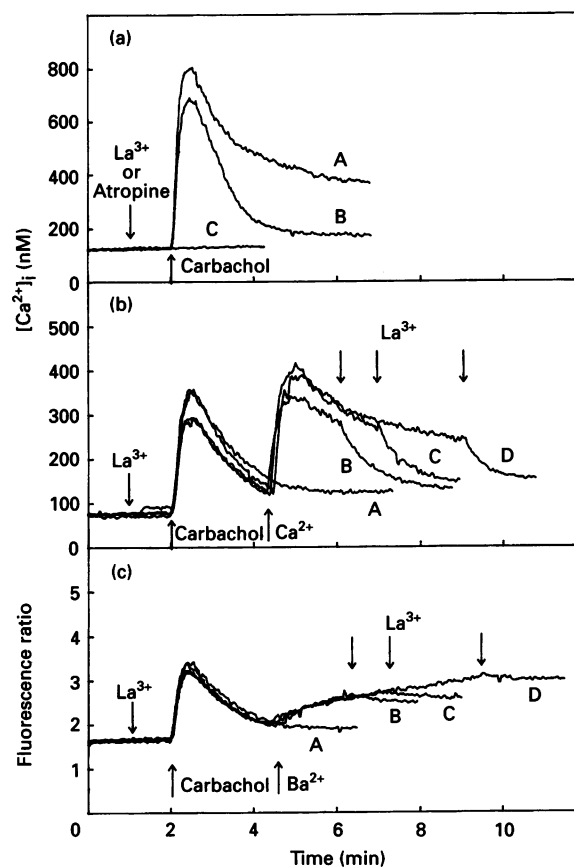 (a)
800
600
400
200
0
La³⁺
or
Atropine
A
B
C
Carbachol
[Ca²⁺]ᵢ (nM)
(b)
500
400
300
200
100
0
La³⁺
La³⁺
A
B
C
D
Carbachol
Ca²⁺
(c)
5
4
3
2
1
La³⁺
La³⁺
A
B
C
D
Carbachol
Ba²⁺
Fluorescence ratio
0 2 4 6 8 10
Time (min)